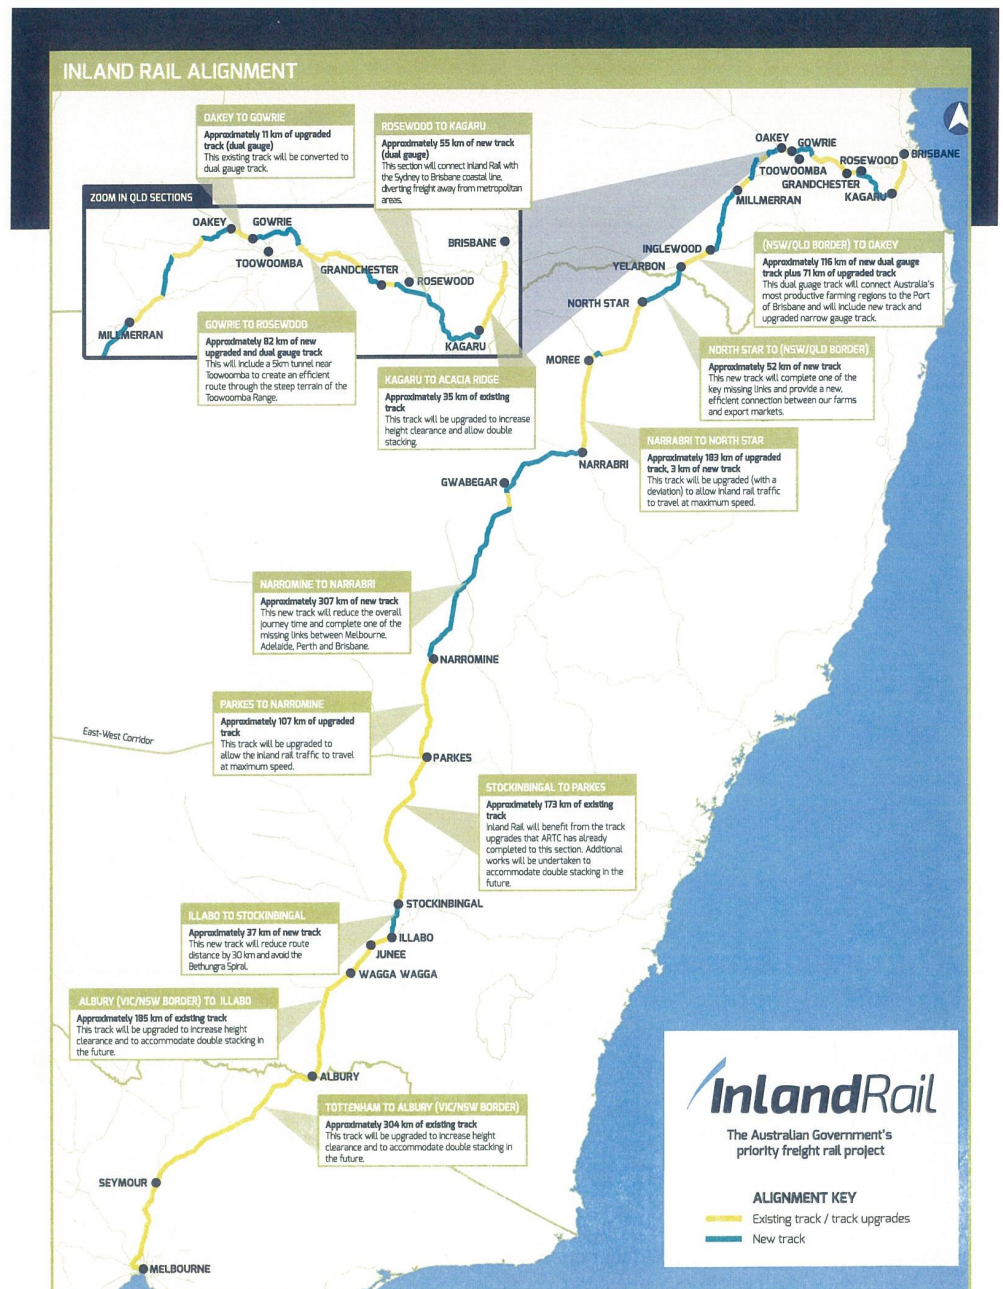 INLAND RAIL ALIGNMENT
OAKEY TO GOWRIE
Approximately 11 km of upgraded
track (dual gauge)
This existing track will be converted to
dual gauge track.
ROSEWOOD TO KAGARU
Approximately 55 km of new track
(dual gauge)
This section will connect Inland Rail with
the Sydney to Brisbane coastal line,
diverting freight away from metropolitan
areas.
ZOOM IN QLD SECTIONS
OAKEY
GOWRIE
TOOWOOMBA
BRISBANE
GRANDCHESTER
ROSEWOOD
MILLMERRAN
KAGARU
GOWRIE TO ROSEWOOD
Approximately 82 km of new
upgraded and dual gauge track
This will include a 5km tunnel near
Toowoomba to create an efficient
route through the steep terrain of the
Toowoomba Range.
KAGARU TO ACACIA RIDGE
Approximately 35 km of existing
track
This track will be upgraded to increase
height clearance and allow double
stacking.
OAKEY
GOWRIE
BRISBANE
TOOWOOMBA
ROSEWOOD
GRANDCHESTER
KAGARU
MILLMERRAN
INGLEWOOD
YELARBON
NORTH STAR
MOREE
(NSW/QLD BORDER) TO OAKEY
Approximately 116 km of new dual gauge
track plus 71 km of upgraded track
This dual guage track will connect Australia's
most productive farming regions to the Port
of Brisbane and will include new track and
upgraded narrow gauge track.
NORTH STAR TO (NSW/QLD BORDER)
Approximately 52 km of new track
This new track will complete one of the
key missing links and provide a new,
efficient connection between our farms
and export markets.
NARRABRI TO NORTH STAR
Approximately 183 km of upgraded
track, 3 km of new track
This track will be upgraded (with a
deviation) to allow inland rail traffic
to travel at maximum speed.
NARRABRI
GWABEGAR
NARROMINE TO NARRABRI
Approximately 307 km of new track
This new track will reduce the overall
journey time and complete one of the
missing links between Melbourne,
Adelaide, Perth and Brisbane.
NARROMINE
PARKES TO NARROMINE
Approximately 107 km of upgraded
track
This track will be upgraded to
allow the inland rail traffic to travel
at maximum speed.
East-West Corridor
PARKES
STOCKINBINGAL TO PARKES
Approximately 173 km of existing
track
Inland Rail will benefit from the track
upgrades that ARTC has already
completed to this section. Additional
works will be undertaken to
accommodate double stacking in the
future.
STOCKINBINGAL
ILLABO TO STOCKINBINGAL
Approximately 37 km of new track
This new track will reduce route
distance by 30 km and avoid the
Bethungra Spiral.
ILLABO
JUNEE
WAGGA WAGGA
ALBURY (VIC/NSW BORDER) TO ILLABO
Approximately 185 km of existing track
This track will be upgraded to increase height
clearance and to accommodate double stacking in
the future.
ALBURY
TOTTENHAM TO ALBURY (VIC/NSW BORDER)
Approximately 304 km of existing track
This track will be upgraded to increase height
clearance and to accommodate double stacking in
the future.
SEYMOUR
MELBOURNE
InlandRail
The Australian Government's
priority freight rail project
ALIGNMENT KEY
Existing track / track upgrades
New track